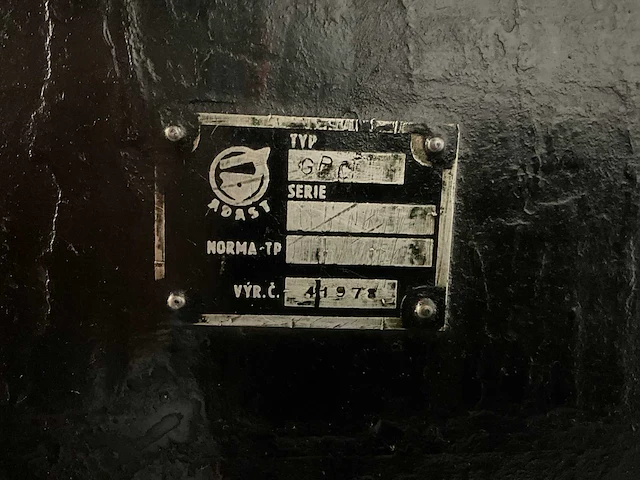 TYP
ADAST
SERIE
NORMA-TP
VÝR.Č. 41978